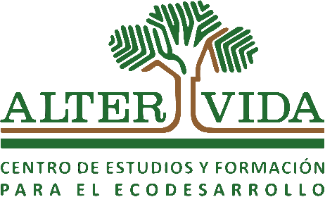 ALTER VIDA
CENTRO DE ESTUDIOS Y FORMACIÓN
PARA EL ECODESARROLLO